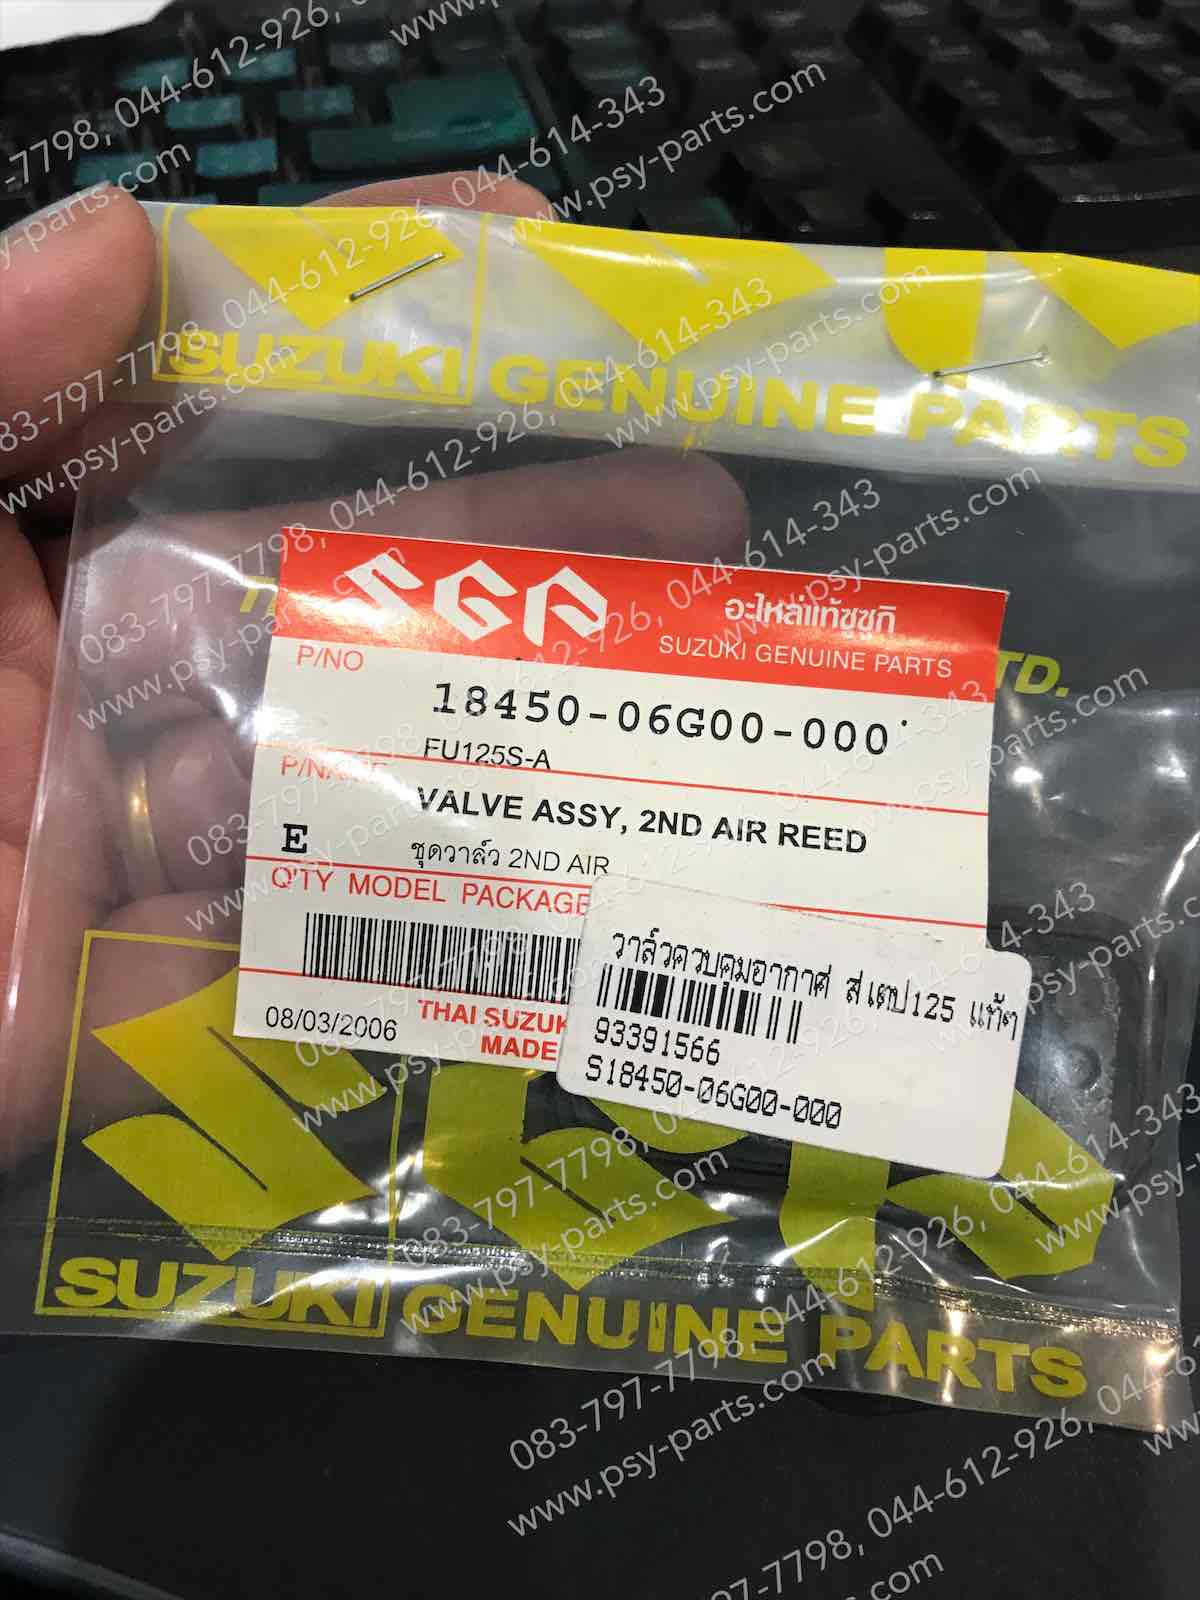 SUZUKI GENUINE PARTS
SGP
อะไหล่แท้ซูซูกิ
SUZUKI GENUINE PARTS
TD.
P/NO
18450-06G00-000
FU125S-A
P/NAME
VALVE ASSY, 2ND AIR REED
E
ชุดวาล์ว 2ND AIR
Q'TY MODEL PACKAGE
08/03/2006
THAI SUZUK
MADE
วาล์วควบคุมอากาศ สเตป125 แท้ๆ
93391566
S18450-06G00-000
SUZUKI GENUINE PARTS
083-797-7798, 044-612-926, 044-614-343
www.psy-parts.com